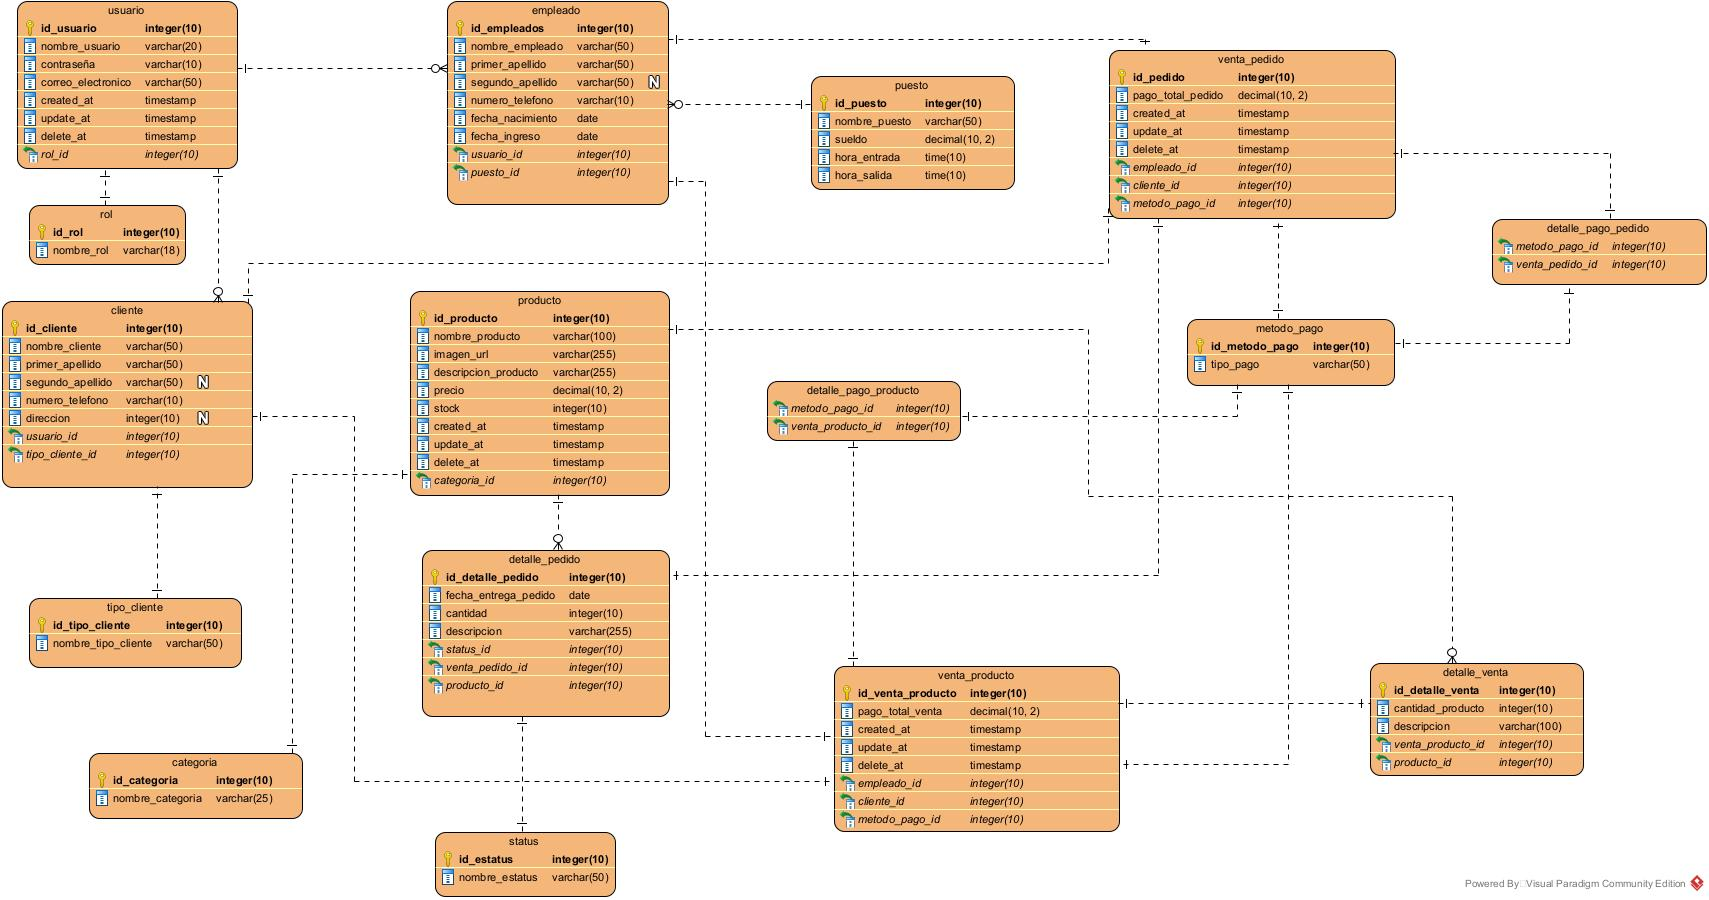 usuario
id_usuario integer(10)
nombre_usuario varchar(20)
contraseña varchar(10)
correo_electronico varchar(50)
created_at timestamp
update_at timestamp
delete_at timestamp
rol_id integer(10)
empleado
id_empleados integer(10)
nombre_empleado varchar(50)
primer_apellido varchar(50)
segundo_apellido varchar(50) N
numero_telefono varchar(10)
fecha_nacimiento date
fecha_ingreso date
usuario_id integer(10)
puesto_id integer(10)
puesto
id_puesto integer(10)
nombre_puesto varchar(50)
sueldo decimal(10, 2)
hora_entrada time(10)
hora_salida time(10)
venta_pedido
id_pedido integer(10)
pago_total_pedido decimal(10, 2)
created_at timestamp
update_at timestamp
delete_at timestamp
empleado_id integer(10)
cliente_id integer(10)
metodo_pago_id integer(10)
rol
id_rol integer(10)
nombre_rol varchar(18)
detalle_pago_pedido
metodo_pago_id integer(10)
venta_pedido_id integer(10)
cliente
id_cliente integer(10)
nombre_cliente varchar(50)
primer_apellido varchar(50)
segundo_apellido varchar(50) N
numero_telefono varchar(10)
direccion integer(10) N
usuario_id integer(10)
tipo_cliente_id integer(10)
producto
id_producto integer(10)
nombre_producto varchar(100)
imagen_url varchar(255)
descripcion_producto varchar(255)
precio decimal(10, 2)
stock integer(10)
created_at timestamp
update_at timestamp
delete_at timestamp
categoria_id integer(10)
metodo_pago
id_metodo_pago integer(10)
tipo_pago varchar(50)
detalle_pago_producto
metodo_pago_id integer(10)
venta_producto_id integer(10)
detalle_pedido
id_detalle_pedido integer(10)
fecha_entrega_pedido date
cantidad integer(10)
descripcion varchar(255)
status_id integer(10)
venta_pedido_id integer(10)
producto_id integer(10)
tipo_cliente
id_tipo_cliente integer(10)
nombre_tipo_cliente varchar(50)
venta_producto
id_venta_producto integer(10)
pago_total_venta decimal(10, 2)
created_at timestamp
update_at timestamp
delete_at timestamp
empleado_id integer(10)
cliente_id integer(10)
metodo_pago_id integer(10)
detalle_venta
id_detalle_venta integer(10)
cantidad_producto integer(10)
descripcion varchar(100)
venta_producto_id integer(10)
producto_id integer(10)
categoria
id_categoria integer(10)
nombre_categoria varchar(25)
status
id_estatus integer(10)
nombre_estatus varchar(50)
Powered By Visual Paradigm Community Edition